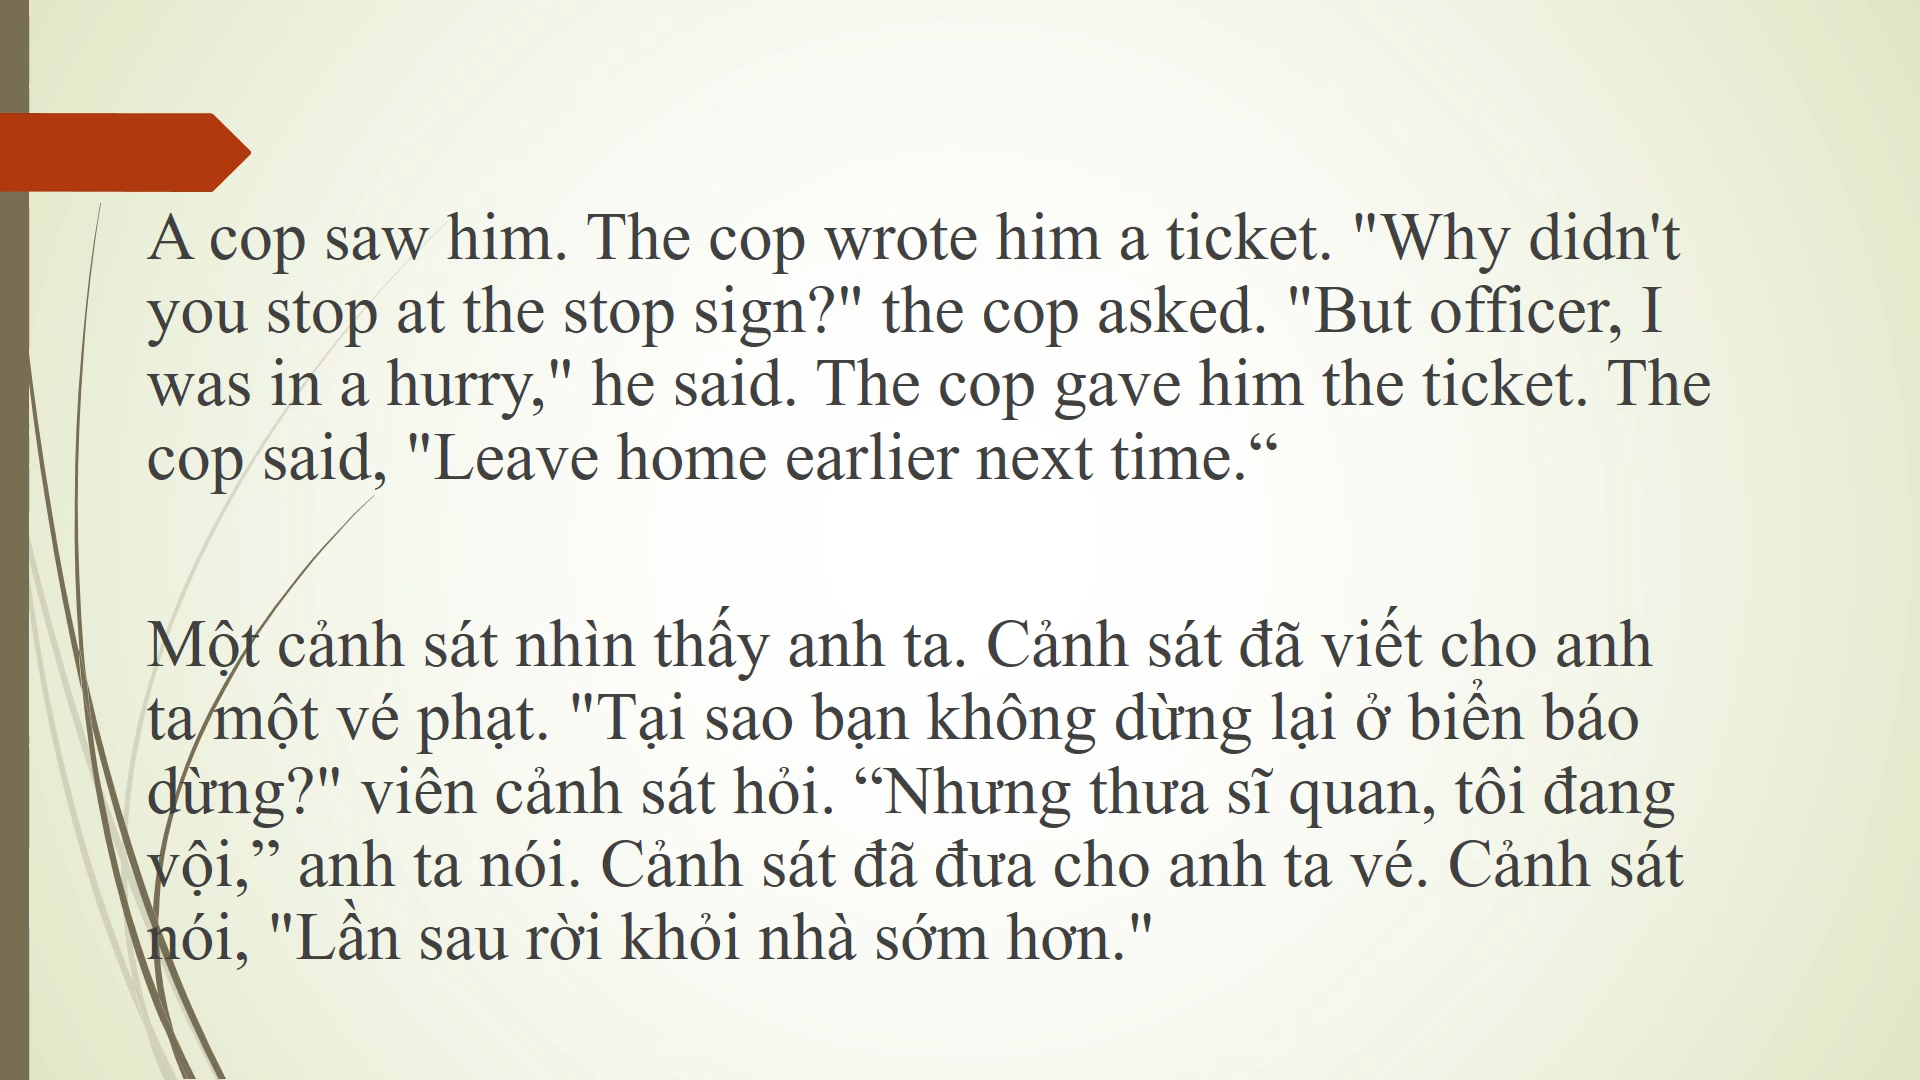 A cop saw him. The cop wrote him a ticket. "Why didn't
you stop at the stop sign?" the cop asked. "But officer, I
was in a hurry," he said. The cop gave him the ticket. The
cop said, "Leave home earlier next time.“
Một cảnh sát nhìn thấy anh ta. Cảnh sát đã viết cho anh
ta một vé phạt. "Tại sao bạn không dừng lại ở biển báo
dừng?" viên cảnh sát hỏi. “Nhưng thưa sĩ quan, tôi đang
vội,” anh ta nói. Cảnh sát đã đưa cho anh ta vé. Cảnh sát
nói, "Lần sau rời khỏi nhà sớm hơn."